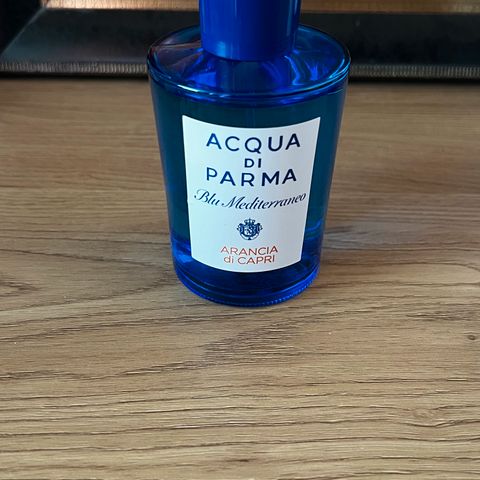 ACQUA
DI
PARMA
Blu Mediterraneo
ARANCIA
di CAPRI